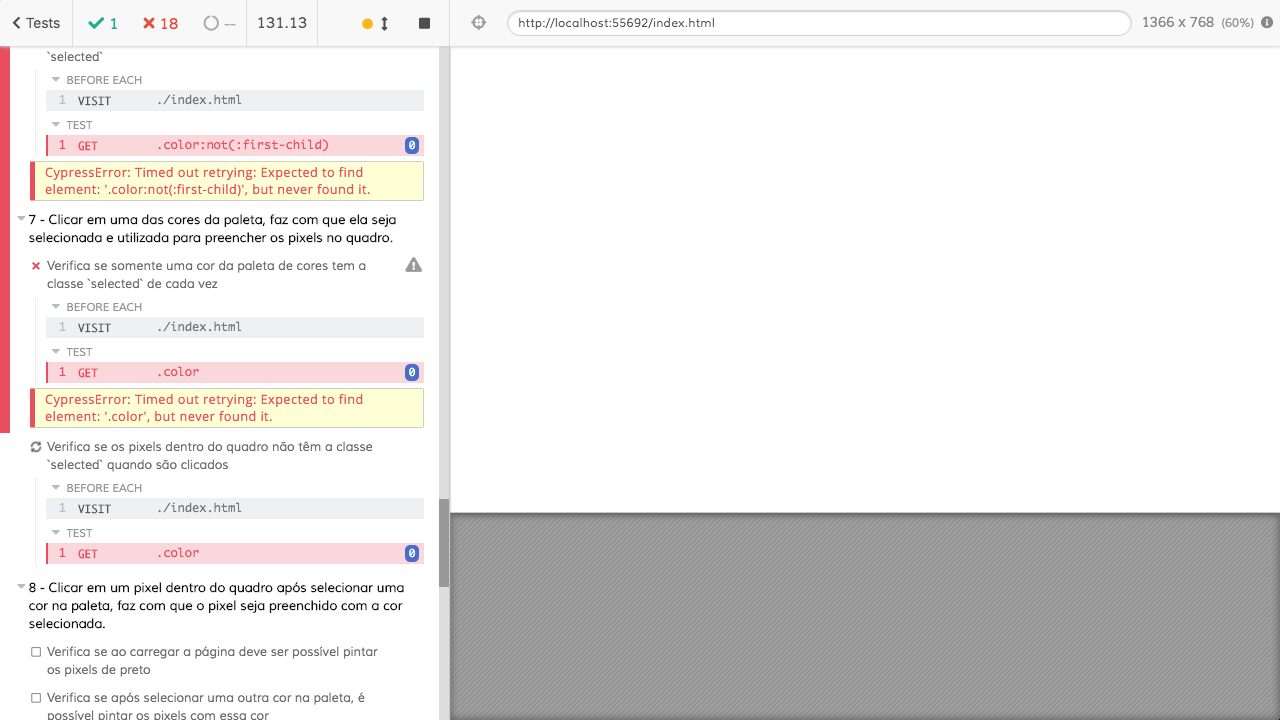 Tests 1 18 -- 131.13 http://localhost:55692/index.html 1366 x 768 (60%)
`selected`
BEFORE EACH
1 VISIT ./index.html
TEST
1 GET .color:not(:first-child) 0
CypressError: Timed out retrying: Expected to find
element: '.color:not(:first-child)', but never found it.
7 - Clicar em uma das cores da paleta, faz com que ela seja
selecionada e utilizada para preencher os pixels no quadro.
Verifica se somente uma cor da paleta de cores tem a
classe `selected` de cada vez
BEFORE EACH
1 VISIT ./index.html
TEST
1 GET .color 0
CypressError: Timed out retrying: Expected to find
element: '.color', but never found it.
Verifica se os pixels dentro do quadro não têm a classe
`selected` quando são clicados
BEFORE EACH
1 VISIT ./index.html
TEST
1 GET .color 0
8 - Clicar em um pixel dentro do quadro após selecionar uma
cor na paleta, faz com que o pixel seja preenchido com a cor
selecionada.
Verifica se ao carregar a página deve ser possível pintar
os pixels de preto
Verifica se após selecionar uma outra cor na paleta, é
possível pintar os pixels com essa cor